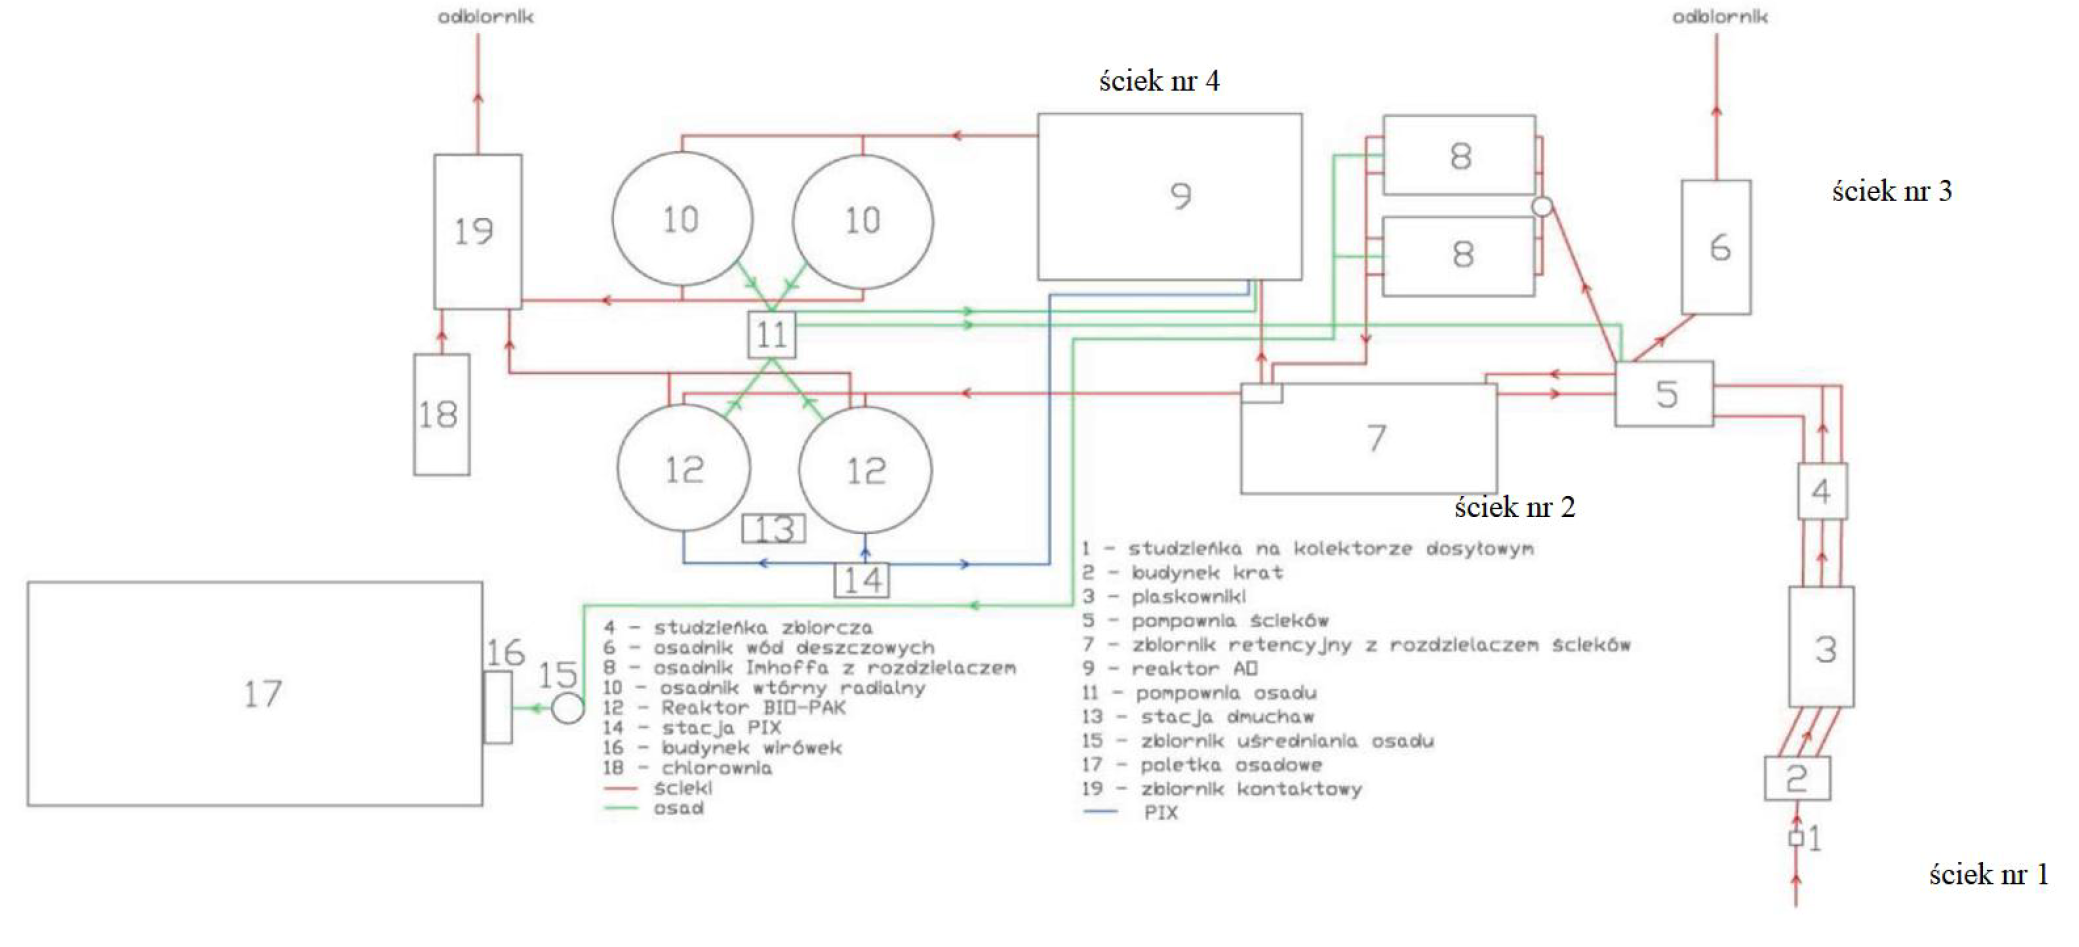 odbiornik
odbiornik
ściek nr 4
8
ściek nr 3
10
10
9
19
8
6
11
5
18
12
12
7
4
13
ściek nr 2
14
3
16
15
17
2
1
ściek nr 1
4 - studzieńka zbiorcza
6 - osadnik wód deszczowych
8 - osadnik Imhoffa z rozdzielaczem
10 - osadnik wtórny radialny
12 - Reaktor BIO-PAK
14 - stacja PIX
16 - budynek wirówek
18 - chlorownia
ścieki
osad
1 - studzieńka na kolektorze dosyłowym
2 - budynek krat
3 - piaskowniki
5 - pompownia ścieków
7 - zbiornik retencyjny z rozdzielaczem ścieków
9 - reaktor AO
11 - pompownia osadu
13 - stacja dmuchaw
15 - zbiornik uśredniania osadu
17 - poletka osadowe
19 - zbiornik kontaktowy
PIX